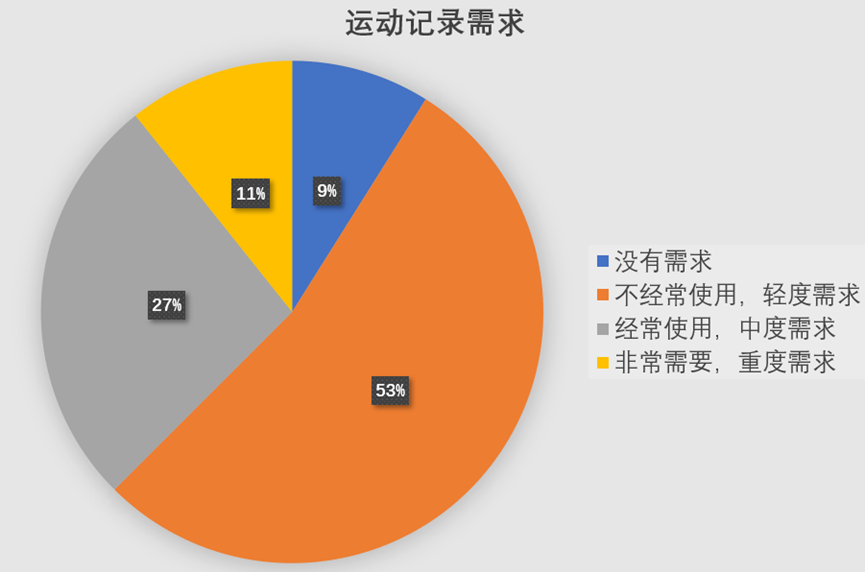 运动记录需求
11%
9%
27%
53%
没有需求
不经常使用，轻度需求
经常使用，中度需求
非常需要，重度需求